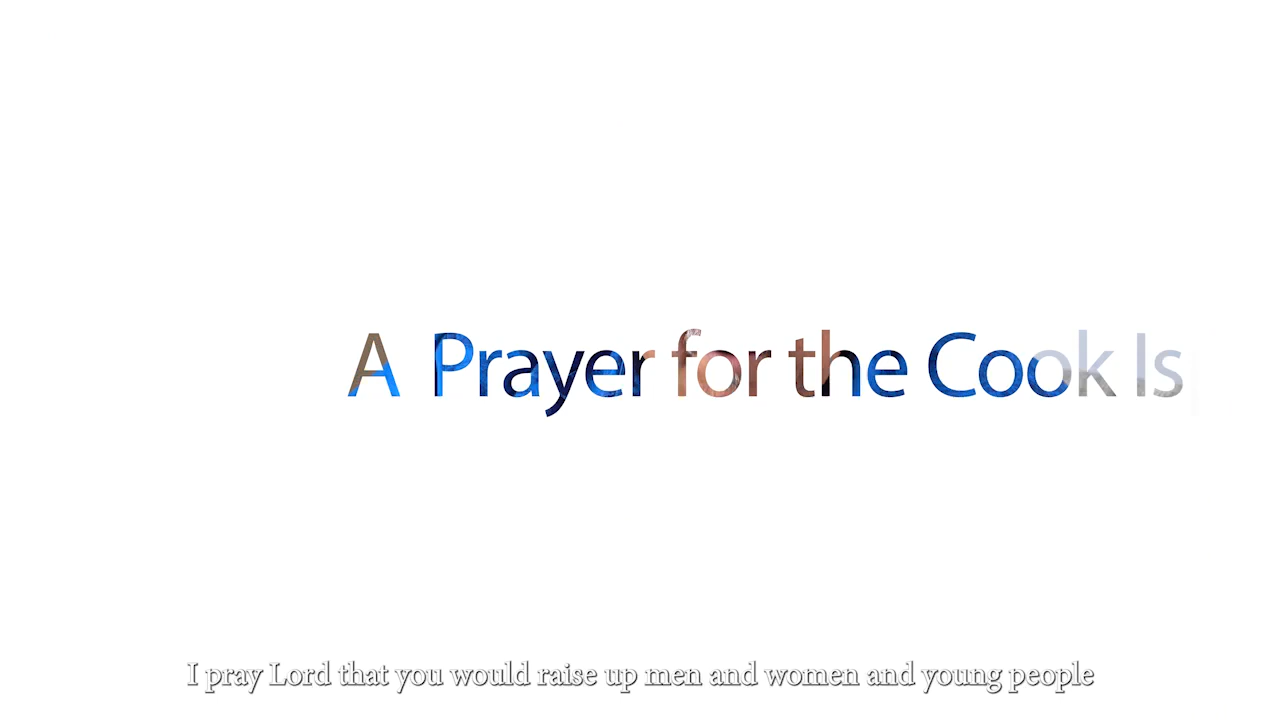 A Prayer for the Cook Is
I pray Lord that you would raise up men and women and young people